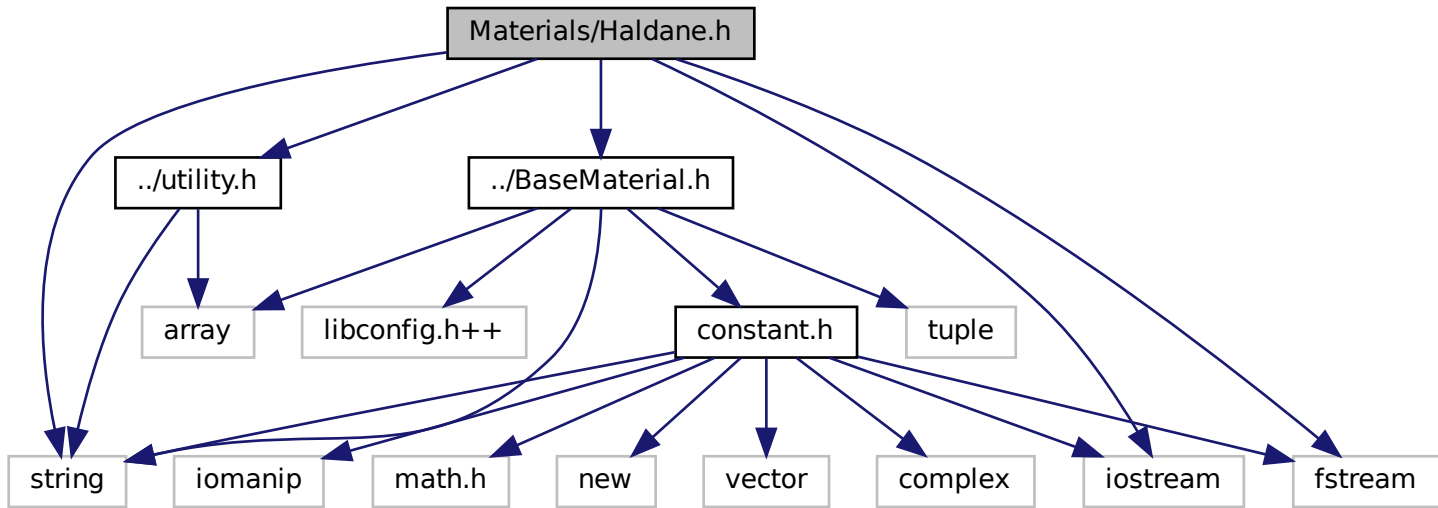 Materials/Haldane.h
../utility.h
../BaseMaterial.h
array
libconfig.h++
constant.h
tuple
string
iomanip
math.h
new
vector
complex
iostream
fstream